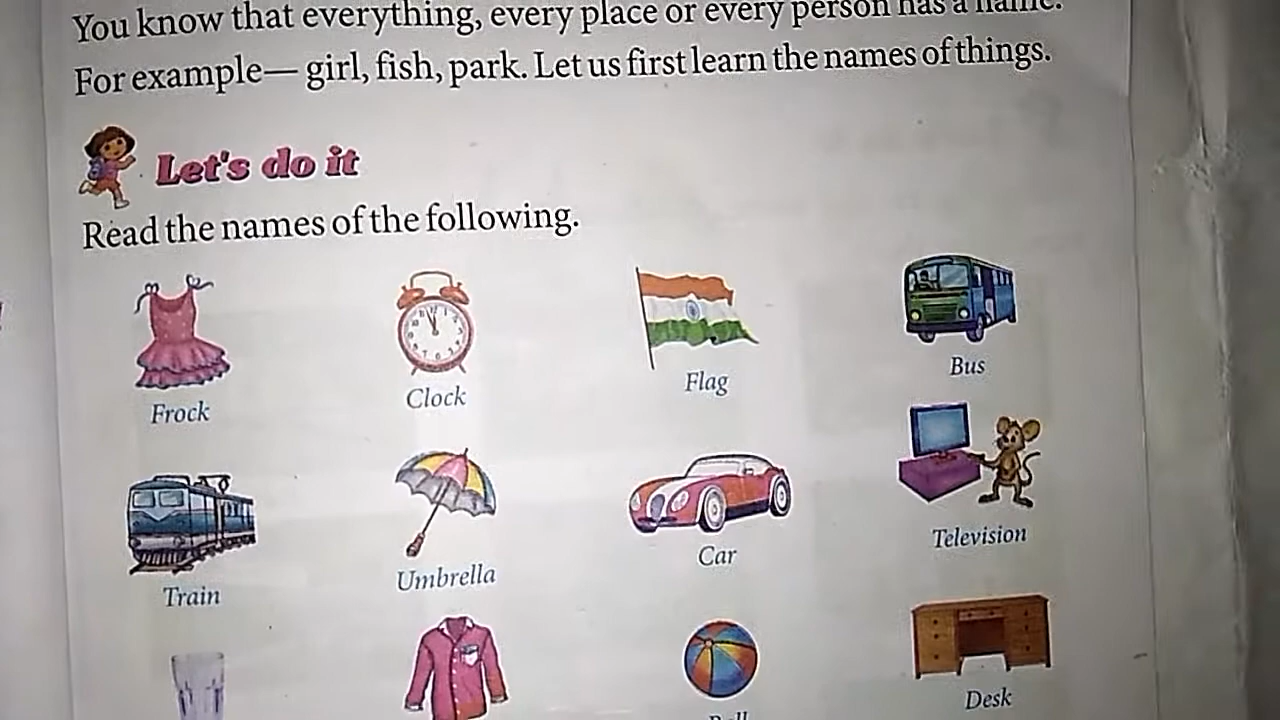 You know that everything, every place or every person has a name.
For example— girl, fish, park. Let us first learn the names of things.
Let's do it
Read the names of the following.
Frock Clock Flag Bus
Train Umbrella Car Television
Desk